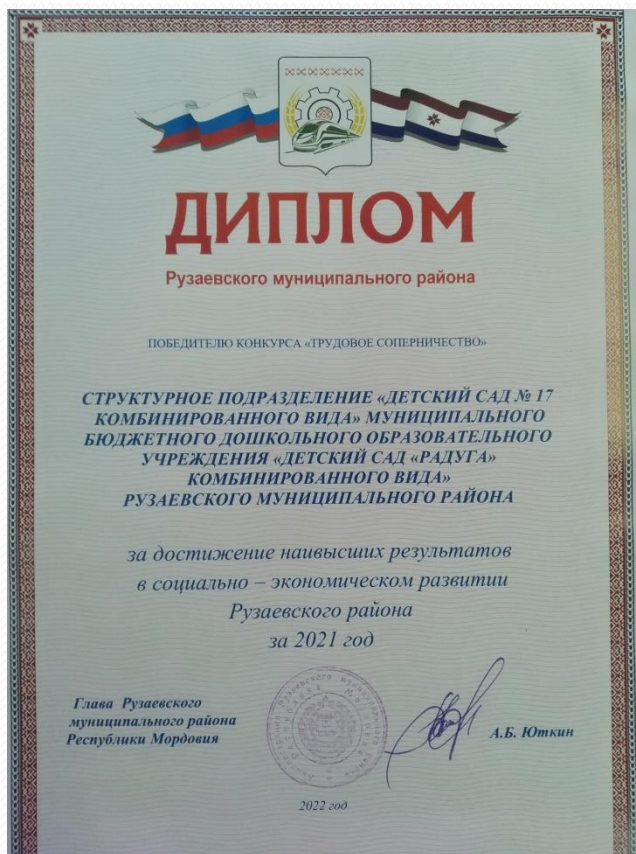 ДИПЛОМ
Рузаевского муниципального района
ПОБЕДИТЕЛЮ КОНКУРСА «ТРУДОВОЕ СОПЕРНИЧЕСТВО»
СТРУКТУРНОЕ ПОДРАЗДЕЛЕНИЕ «ДЕТСКИЙ САД № 17
КОМБИНИРОВАННОГО ВИДА» МУНИЦИПАЛЬНОГО
БЮДЖЕТНОГО ДОШКОЛЬНОГО ОБРАЗОВАТЕЛЬНОГО
УЧРЕЖДЕНИЯ «ДЕТСКИЙ САД «РАДУГА»
КОМБИНИРОВАННОГО ВИДА»
РУЗАЕВСКОГО МУНИЦИПАЛЬНОГО РАЙОНА
за достижение наивысших результатов
в социально – экономическом развитии
Рузаевского района
за 2021 год
Глава Рузаевского
муниципального района
Республики Мордовия
А.Б. Юткин
2022 год